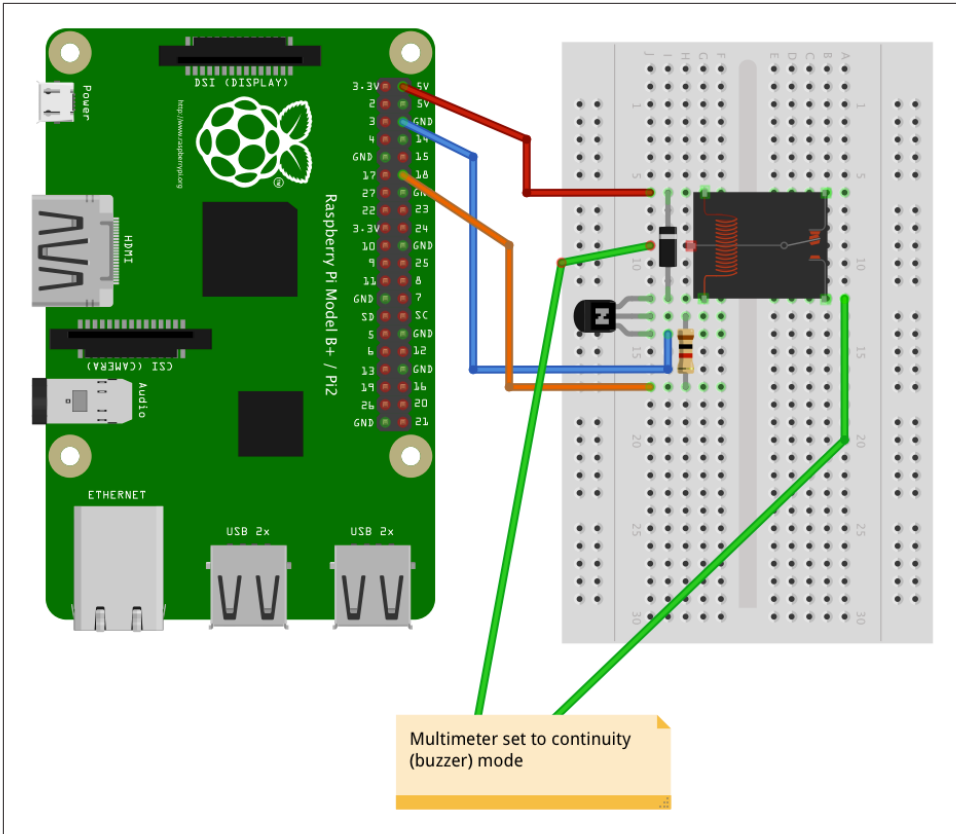 DSI (DISPLAY)
Power
http://www.raspberrypi.org
3.3V 5V
2 5V
3 GND
4 14
GND 15
17 18
27 GN
22 23
3.3V 24
10 GND
9 25
11 8
GND 7
SD SC
5 GND
6 12
13 GND
19 16
26 20
GND 21
HDMI
Raspberry Pi Model B+ / Pi2
CSI (CAMERA)
Audio
ETHERNET
USB 2x
USB 2x
J I H G F E D C B A
1 1
5
10 10
15 15
20 20
25 25
30 30
N
Multimeter set to continuity
(buzzer) mode